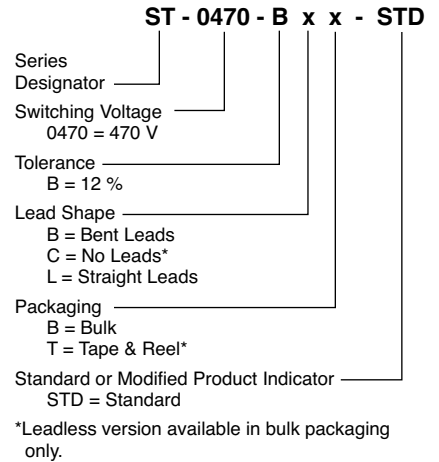 ST - 0470 - B x x - STD
Series
Designator
Switching Voltage
0470 = 470 V
Tolerance
B = 12 %
Lead Shape
B = Bent Leads
C = No Leads*
L = Straight Leads
Packaging
B = Bulk
T = Tape & Reel*
Standard or Modified Product Indicator
STD = Standard
*Leadless version available in bulk packaging
only.